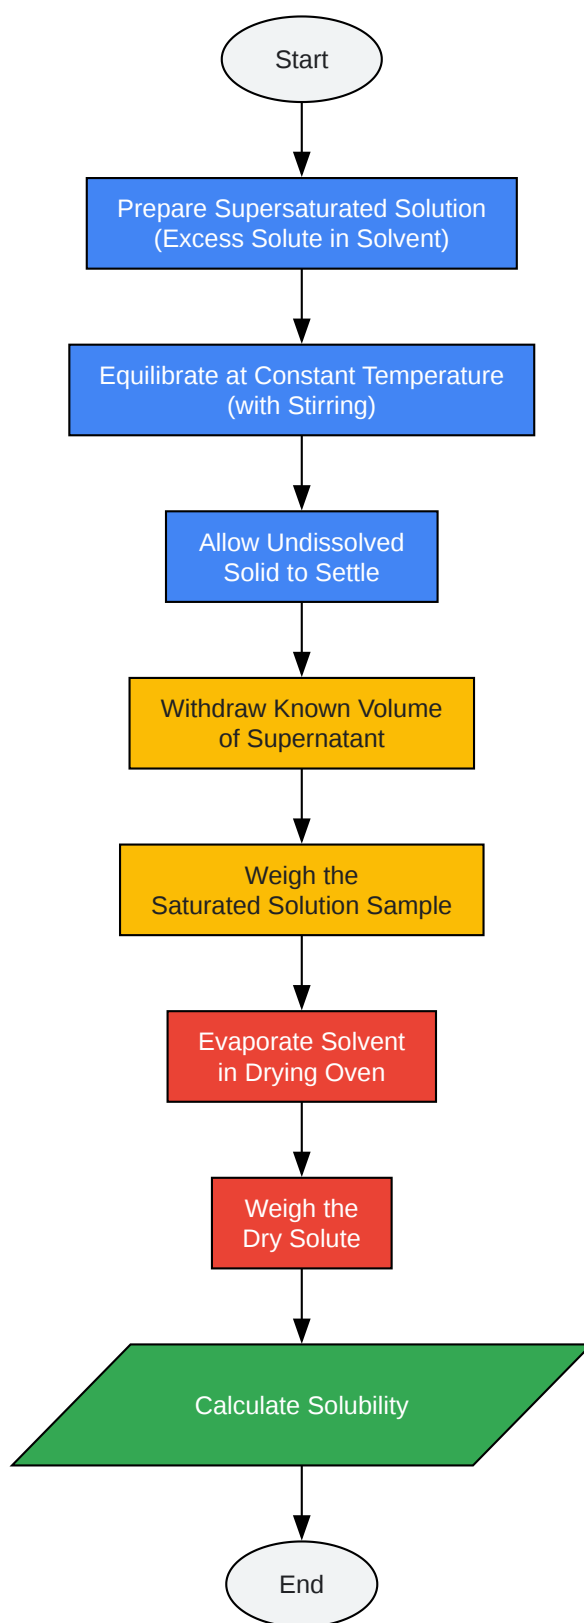 Start
Prepare Supersaturated Solution
(Excess Solute in Solvent)
Equilibrate at Constant Temperature
(with Stirring)
Allow Undissolved
Solid to Settle
Withdraw Known Volume
of Supernatant
Weigh the
Saturated Solution Sample
Evaporate Solvent
in Drying Oven
Weigh the
Dry Solute
Calculate Solubility
End